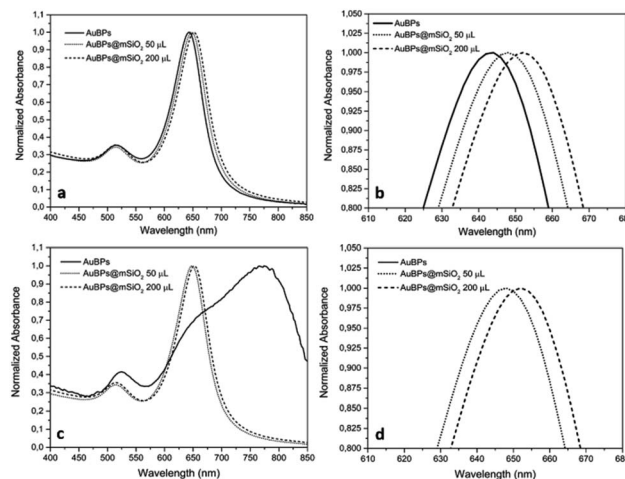 AuBPs
AuBPs@mSiO₂ 50 μL
AuBPs@mSiO₂ 200 μL
Normalized Absorbance
1,1
1,0
0,9
0,8
0,7
0,6
0,5
0,4
0,3
0,2
0,1
0,0
a
400 450 500 550 600 650 700 750 800 850
Wavelength (nm)
AuBPs
AuBPs@mSiO₂ 50 μL
AuBPs@mSiO₂ 200 μL
Normalized Absorbance
1,025
1,000
0,975
0,950
0,925
0,900
0,875
0,850
0,825
0,800
b
610 620 630 640 650 660 670 680
Wavelength (nm)
AuBPs
AuBPs@mSiO₂ 50 μL
AuBPs@mSiO₂ 200 μL
Normalized Absorbance
1,1
1,0
0,9
0,8
0,7
0,6
0,5
0,4
0,3
0,2
0,1
0,0
c
400 450 500 550 600 650 700 750 800 850
Wavelength (nm)
AuBPs
AuBPs@mSiO₂ 50 μL
AuBPs@mSiO₂ 200 μL
Normalized Absorbance
1,025
1,000
0,975
0,950
0,925
0,900
0,875
0,850
0,825
0,800
d
610 620 630 640 650 660 670 680
Wavelength (nm)